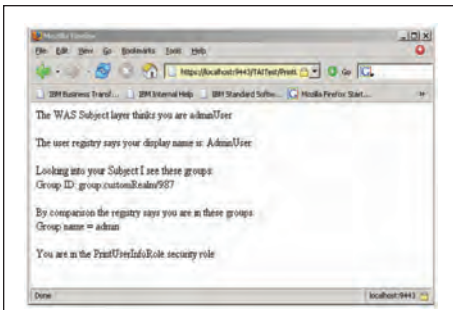 Mozilla Firefox
File Edit View Go Bookmarks Tools Help
https://localhost:9443/TAITest/PrintU Go
IBM Business Transf... IBM Internal Help IBM Standard Softw... Mozilla Firefox Start...
The WAS Subject layer thinks you are adminUser
The user registry says your display name is: AdminUser
Looking into your Subject I see these groups:
Group ID: group:customRealm/987
By comparison the registry says you are in these groups:
Group name = admin
You are in the PrintUserInfoRole security role
Done localhost:9443